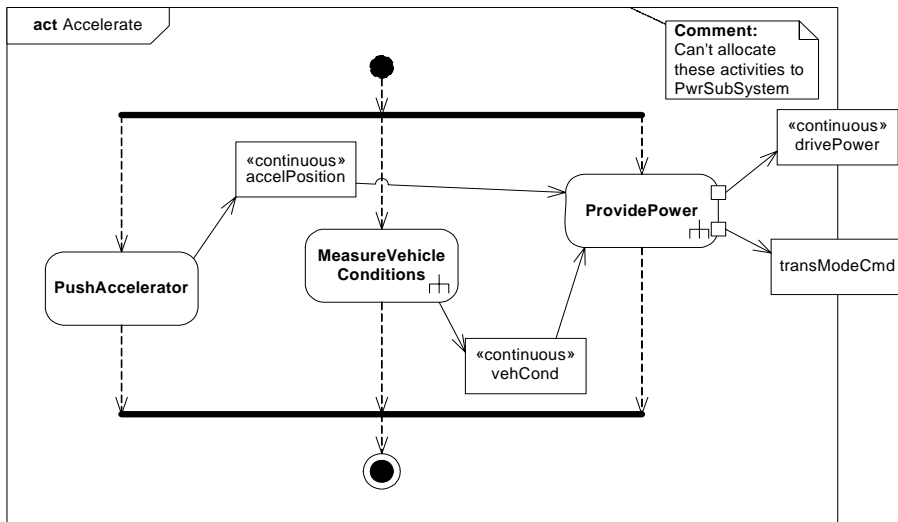 act Accelerate
Comment:
Can't allocate
these activities to
PwrSubSystem
«continuous»
drivePower
«continuous»
accelPosition
ProvidePower
MeasureVehicle
Conditions
transModeCmd
PushAccelerator
«continuous»
vehCond